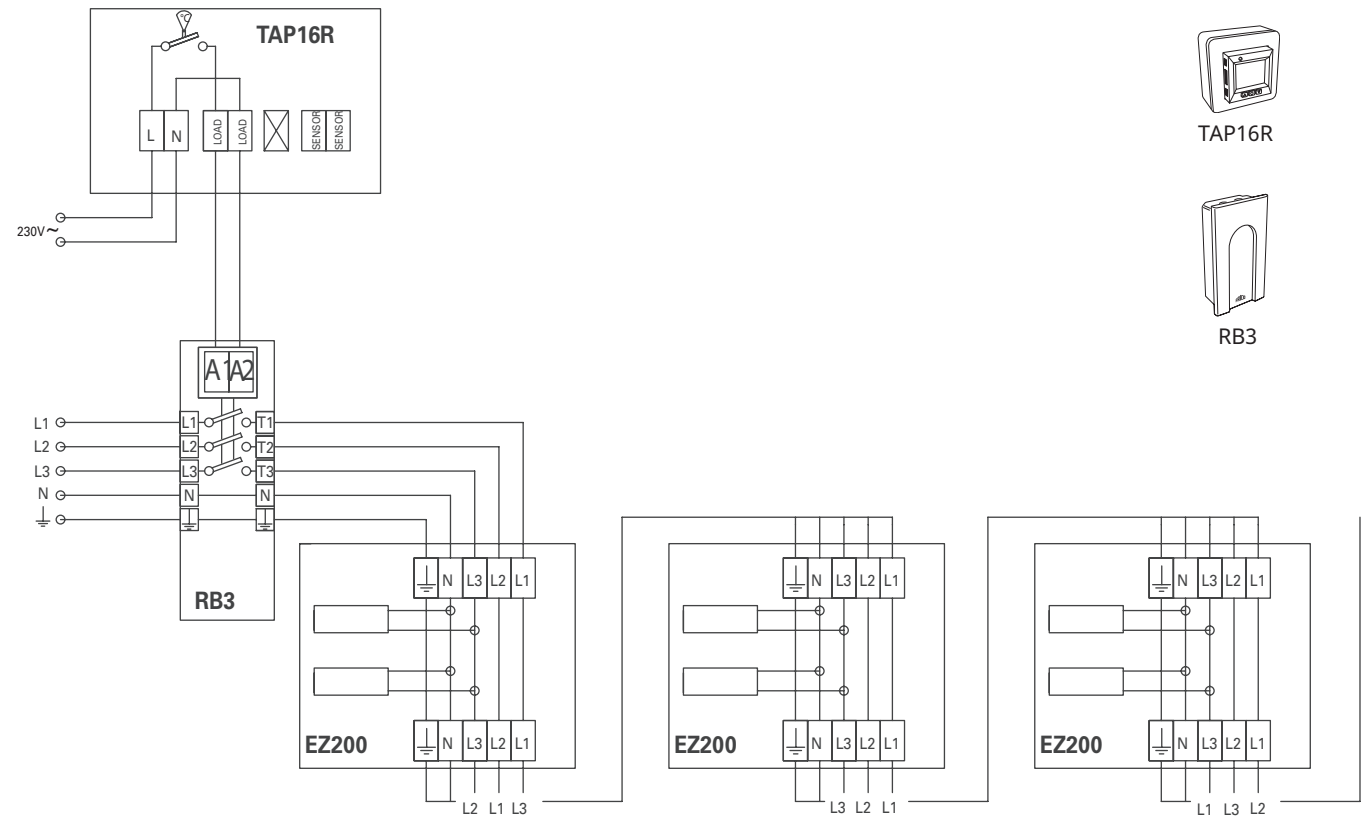 TAP16R
°C
L N LOAD LOAD SENSOR SENSOR
230V~
TAP16R
RB3
A1 A2
L1 L1 T1
L2 L2 T2
L3 L3 T3
N N N
RB3
N L3 L2 L1
EZ200
N L3 L2 L1
L2 L1 L3
N L3 L2 L1
EZ200
N L3 L2 L1
L3 L2 L1
N L3 L2 L1
EZ200
N L3 L2 L1
L1 L3 L2